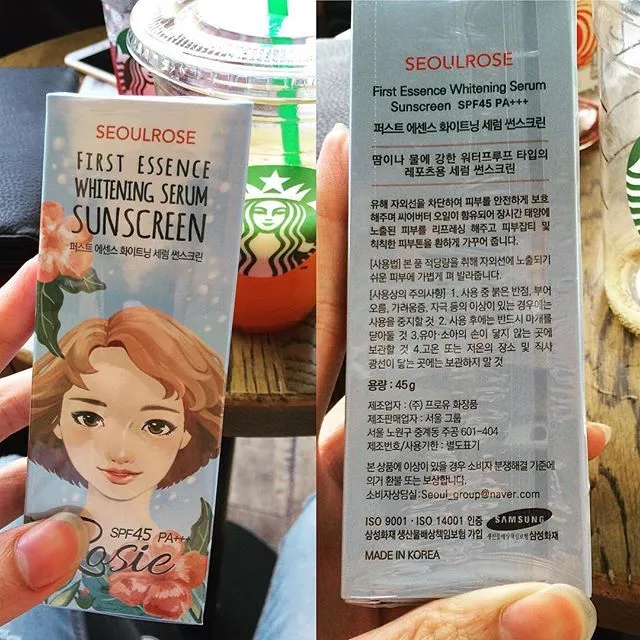 SEOULROSE
FIRST ESSENCE
WHITENING SERUM
SUNSCREEN
퍼스트 에센스 화이트닝 세럼 썬스크린
SPF45 PA+++
Rosie
SEOULROSE
First Essence Whitening Serum
Sunscreen SPF45 PA+++
퍼스트 에센스 화이트닝 세럼 썬스크린
땀이나 물에 강한 워터프루프 타입의
레포츠용 세럼 썬스크린
유해 자외선을 차단하여 피부를 안전하게 보호
해주며 씨어버터 오일이 함유되어 장시간 태양에
노출된 피부를 리프레싱 해주고 피부잡티 및
칙칙한 피부톤을 환하게 가꾸어 줍니다.
[사용법] 본 품 적당량을 취해 자외선에 노출되기
쉬운 피부에 가볍게 펴 발라줍니다.
[사용상의 주의사항] 1. 사용 중 붉은 반점, 부어
오름, 가려움증, 자극 등의 이상이 있는 경우에는
사용을 중지할 것 2. 사용 후에는 반드시 마개를
닫아둘 것 3.유아·소아의 손이 닿지 않는 곳에
보관할 것 4.고온 또는 저온의 장소 및 직사
광선이 닿는 곳에는 보관하지 말 것
용량 : 45g
제조업자 : (주) 프로유 화장품
제조판매업자 : 서울 그룹
서울 노원구 중계동 주공 601-404
제조번호/사용기한 : 별도표기
본 상품에 이상이 있을 경우 소비자 분쟁해결 기준에
의거 환불 또는 보상합니다.
소비자상담실: Seoul_group@naver.com
ISO 9001 · ISO 14001 인증
SAMSUNG
삼성화재 생산물배상책임보험 가입
생산물배상책임보험 삼성화재
MADE IN KOREA